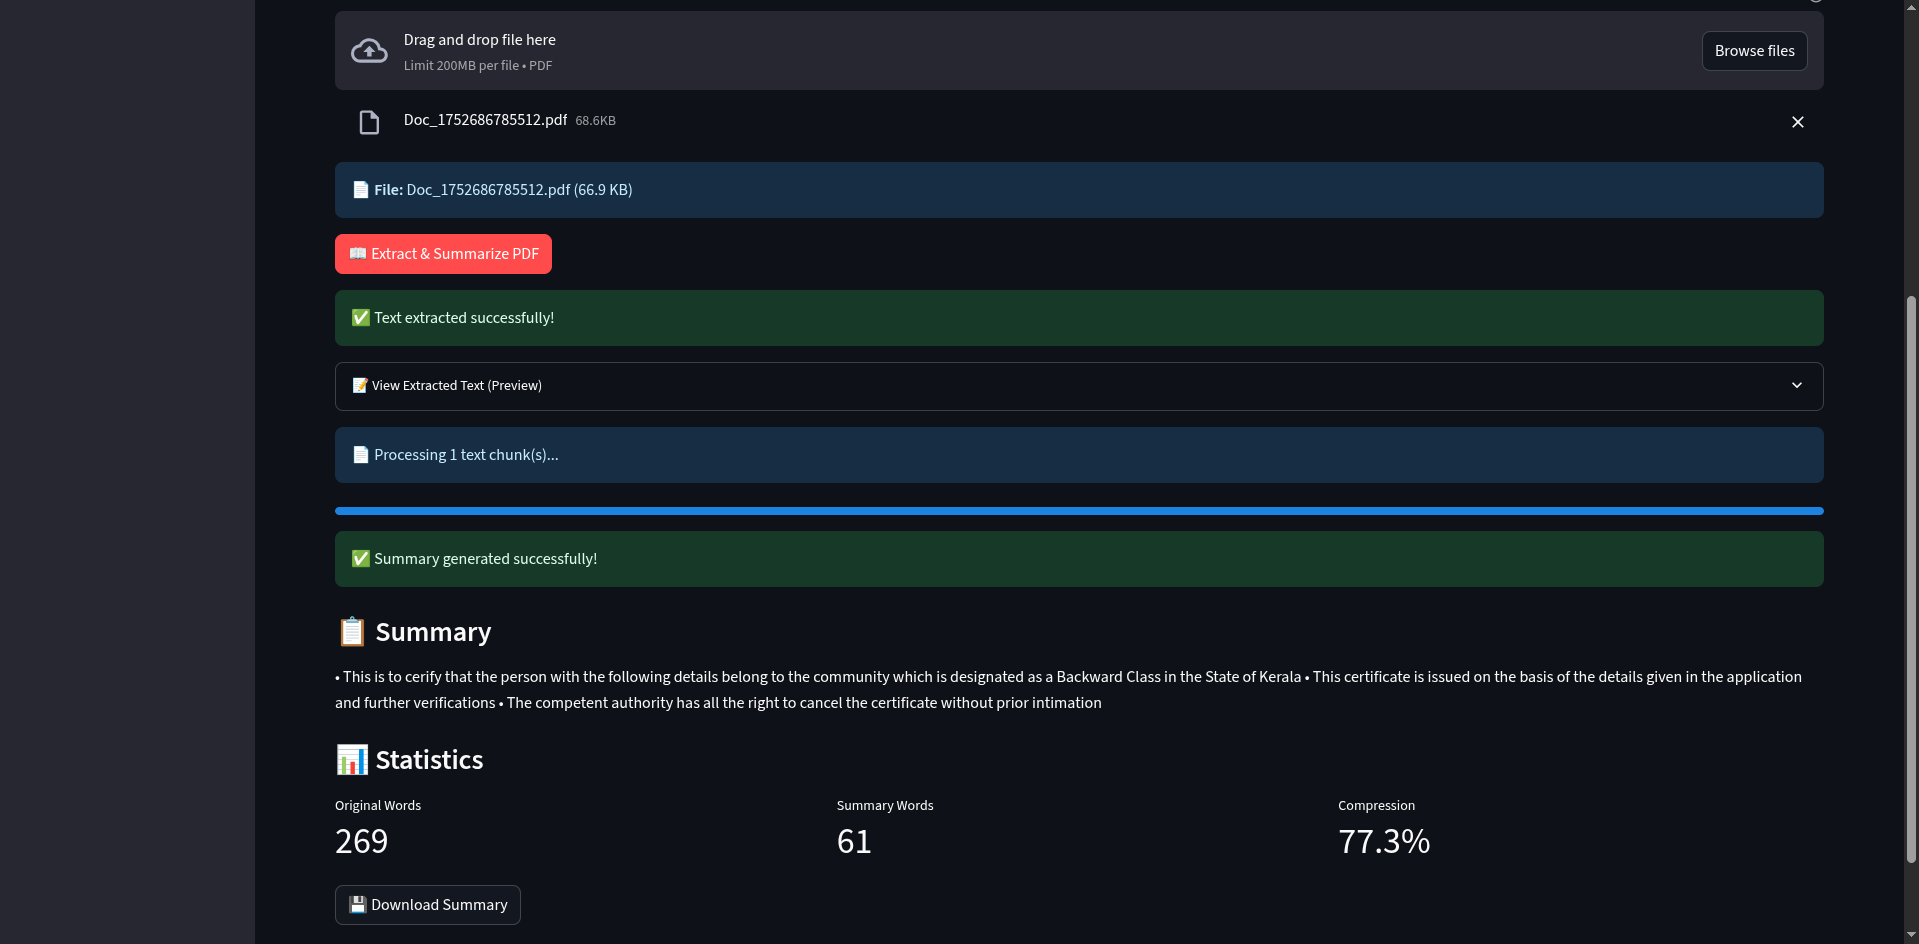 Drag and drop file here
Limit 200MB per file • PDF
Browse files
Doc_1752686785512.pdf 68.6KB
📄 File: Doc_1752686785512.pdf (66.9 KB)
📖 Extract & Summarize PDF
✅ Text extracted successfully!
📝 View Extracted Text (Preview)
📄 Processing 1 text chunk(s)...
✅ Summary generated successfully!
📋 Summary
• This is to cerify that the person with the following details belong to the community which is designated as a Backward Class in the State of Kerala • This certificate is issued on the basis of the details given in the application
and further verifications • The competent authority has all the right to cancel the certificate without prior intimation
📊 Statistics
Original Words
269
Summary Words
61
Compression
77.3%
💾 Download Summary